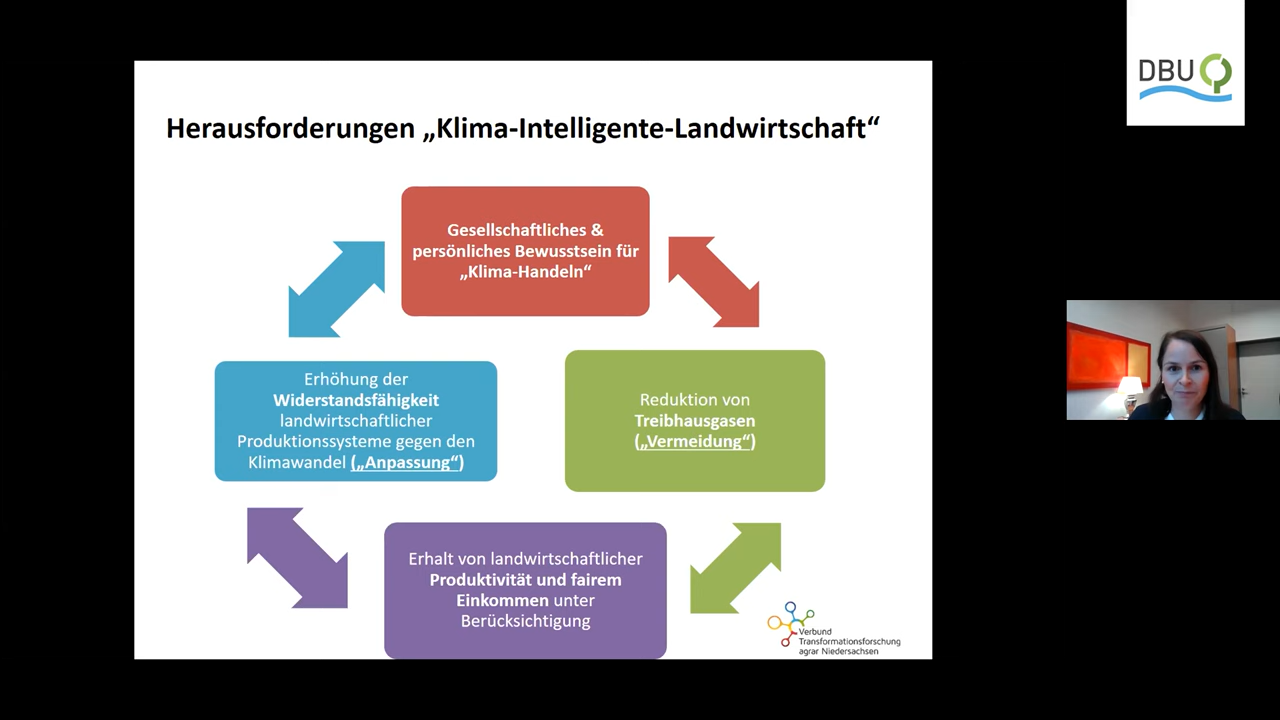 DBU
Herausforderungen „Klima-Intelligente-Landwirtschaft“
Gesellschaftliches &
persönliches Bewusstsein für
„Klima-Handeln“
Erhöhung der
Widerstandsfähigkeit
landwirtschaftlicher
Produktionssysteme gegen den
Klimawandel („Anpassung“)
Reduktion von
Treibhausgasen
(„Vermeidung“)
Erhalt von landwirtschaftlicher
Produktivität und fairem
Einkommen unter
Berücksichtigung
Verbund
Transformationsforschung
agrar Niedersachsen